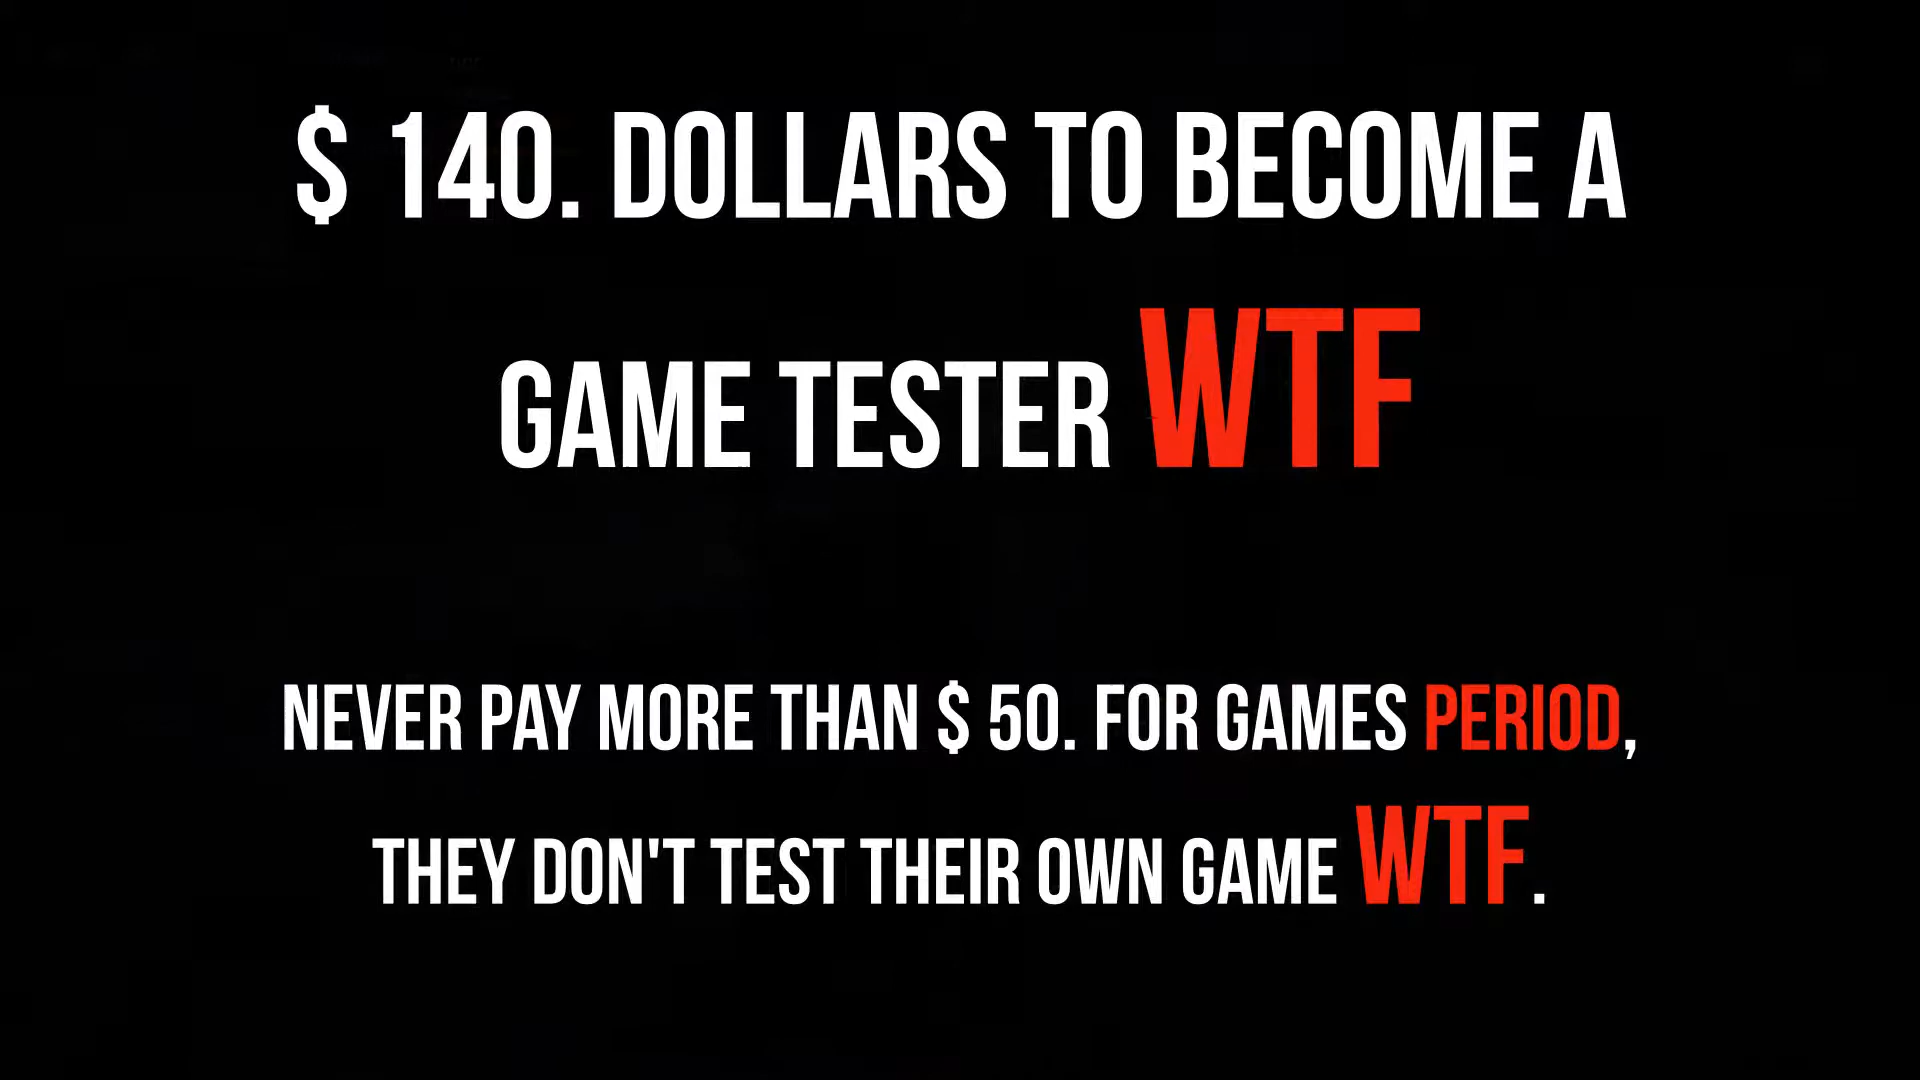 $ 140. DOLLARS TO BECOME A
GAME TESTER WTF
NEVER PAY MORE THAN $ 50. FOR GAMES PERIOD,
THEY DON'T TEST THEIR OWN GAME WTF.